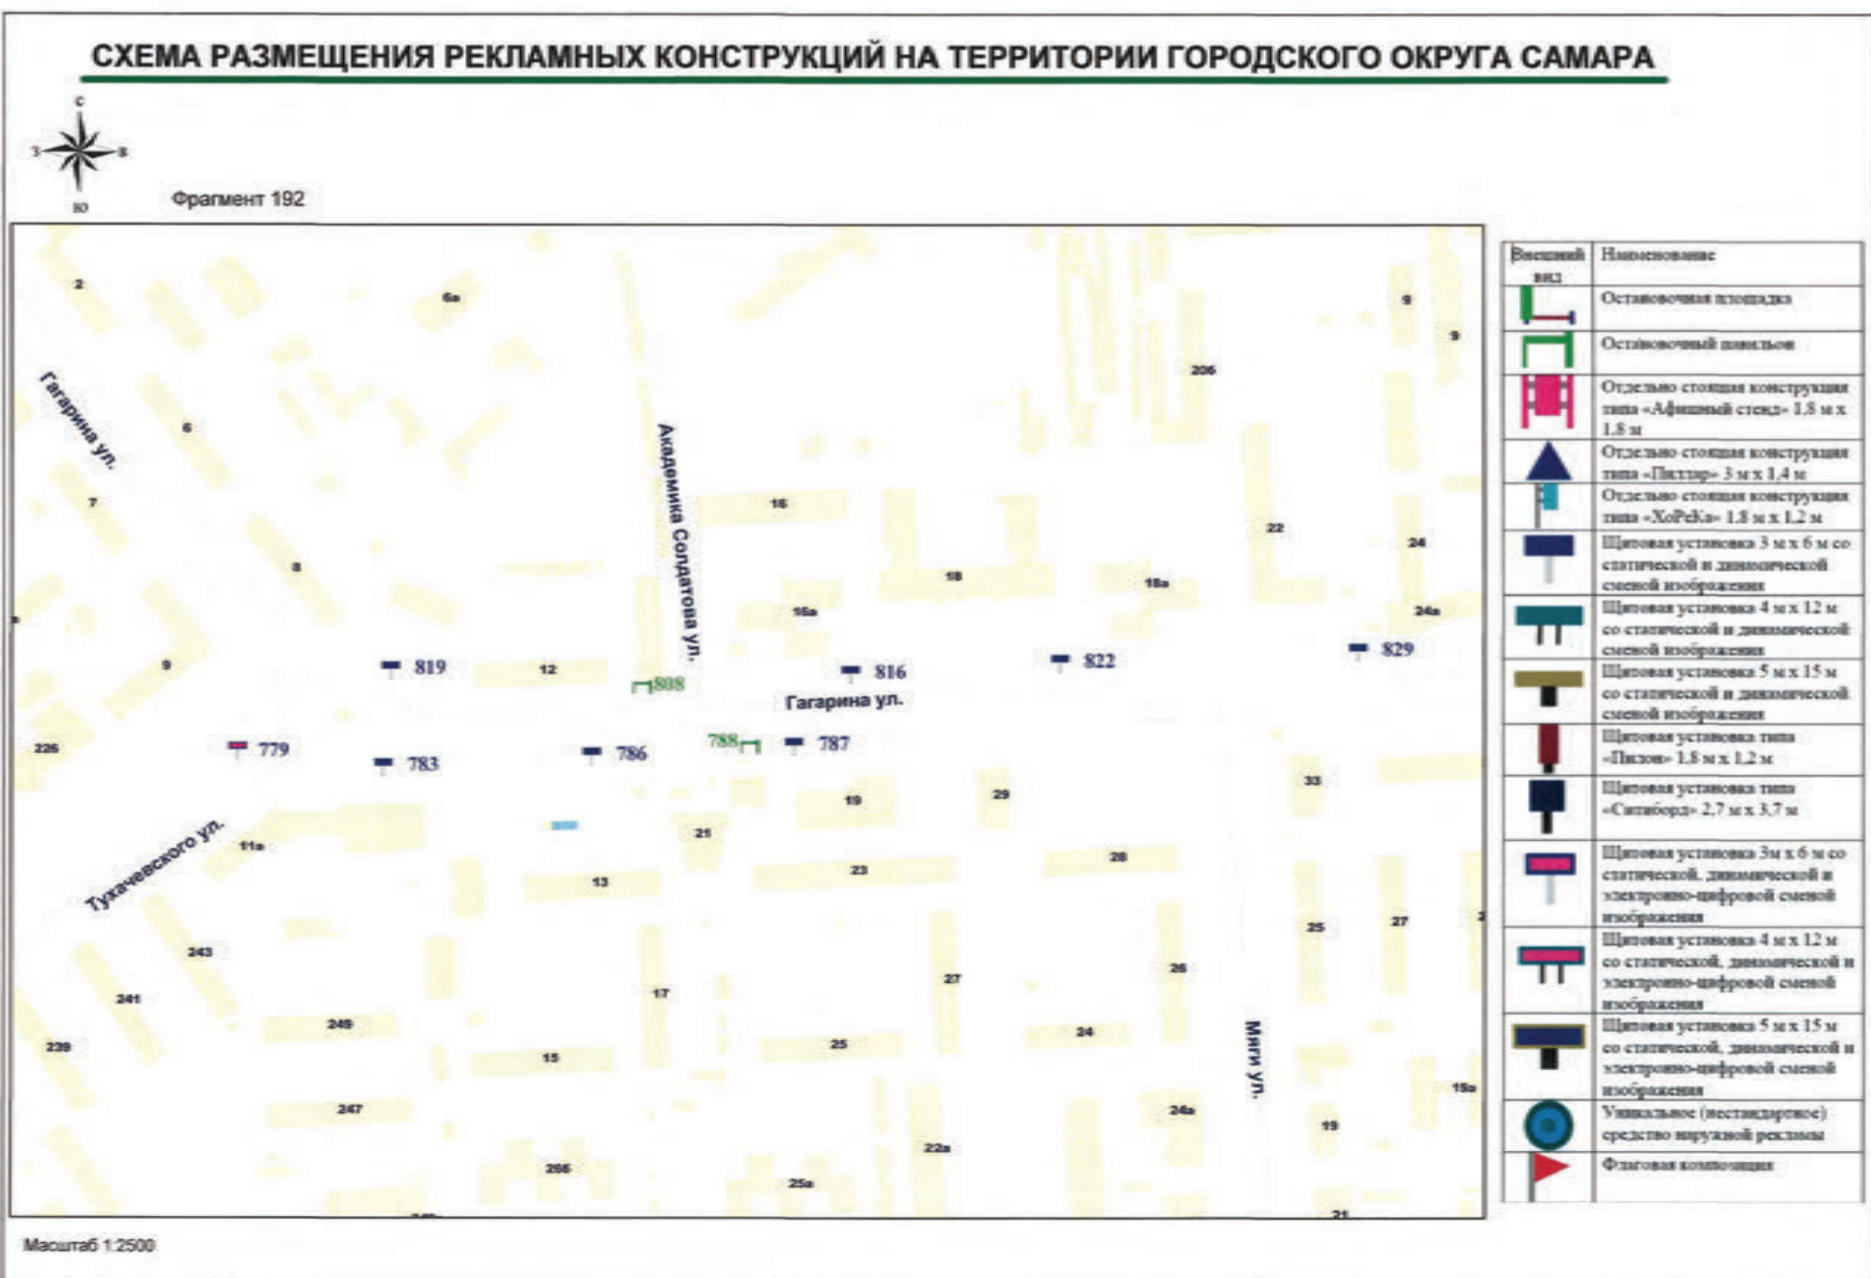 СХЕМА РАЗМЕЩЕНИЯ РЕКЛАМНЫХ КОНСТРУКЦИЙ НА ТЕРРИТОРИИ ГОРОДСКОГО ОКРУГА САМАРА
С
З В
Ю
Фрагмент 192
2
6а
9
9
20б
Гагарина ул.
6
7
8
Академика Солдатова ул.
16
22
24
18
18а
16а
24а
9
819
12
808
816
822
829
Гагарина ул.
226
779
783
786
788
787
19
29
33
Тухачевского ул.
11а
21
13
23
28
243
25
27
241
17
27
26
239
249
15
25
24
Мяги ул.
247
15а
24а
19
22а
265
25а
21
Масштаб 1:2500
Внешний
вид
Наименование
Остановочная площадка
Остановочный павильон
Отдельно стоящая конструкция
типа «Афишный стенд» 1,8 м х
1,8 м
Отдельно стоящая конструкция
типа «Пиллар» 3 м х 1,4 м
Отдельно стоящая конструкция
типа «ХоРеКа» 1,8 м х 1,2 м
Щитовая установка 3 м х 6 м со
статической и динамической
сменой изображения
Щитовая установка 4 м х 12 м
со статической и динамической
сменой изображения
Щитовая установка 5 м х 15 м
со статической и динамической
сменой изображения
Щитовая установка типа
«Пилон» 1,8 м х 1,2 м
Щитовая установка типа
«Ситиборд» 2,7 м х 3,7 м
Щитовая установка 3м х 6 м со
статической, динамической и
электронно-цифровой сменой
изображения
Щитовая установка 4 м х 12 м
со статической, динамической и
электронно-цифровой сменой
изображения
Щитовая установка 5 м х 15 м
со статической, динамической и
электронно-цифровой сменой
изображения
Уникальное (нестандартное)
средство наружной рекламы
Флаговая композиция